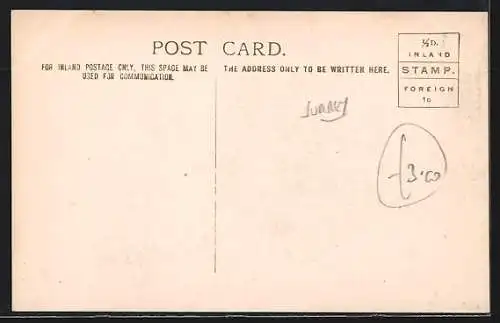 POST CARD.
FOR INLAND POSTAGE ONLY, THIS SPACE MAY BE
USED FOR COMMUNICATION.
THE ADDRESS ONLY TO BE WRITTEN HERE.
½D.
INLAND
STAMP.
FOREIGN
1D
SURREY
£3.00